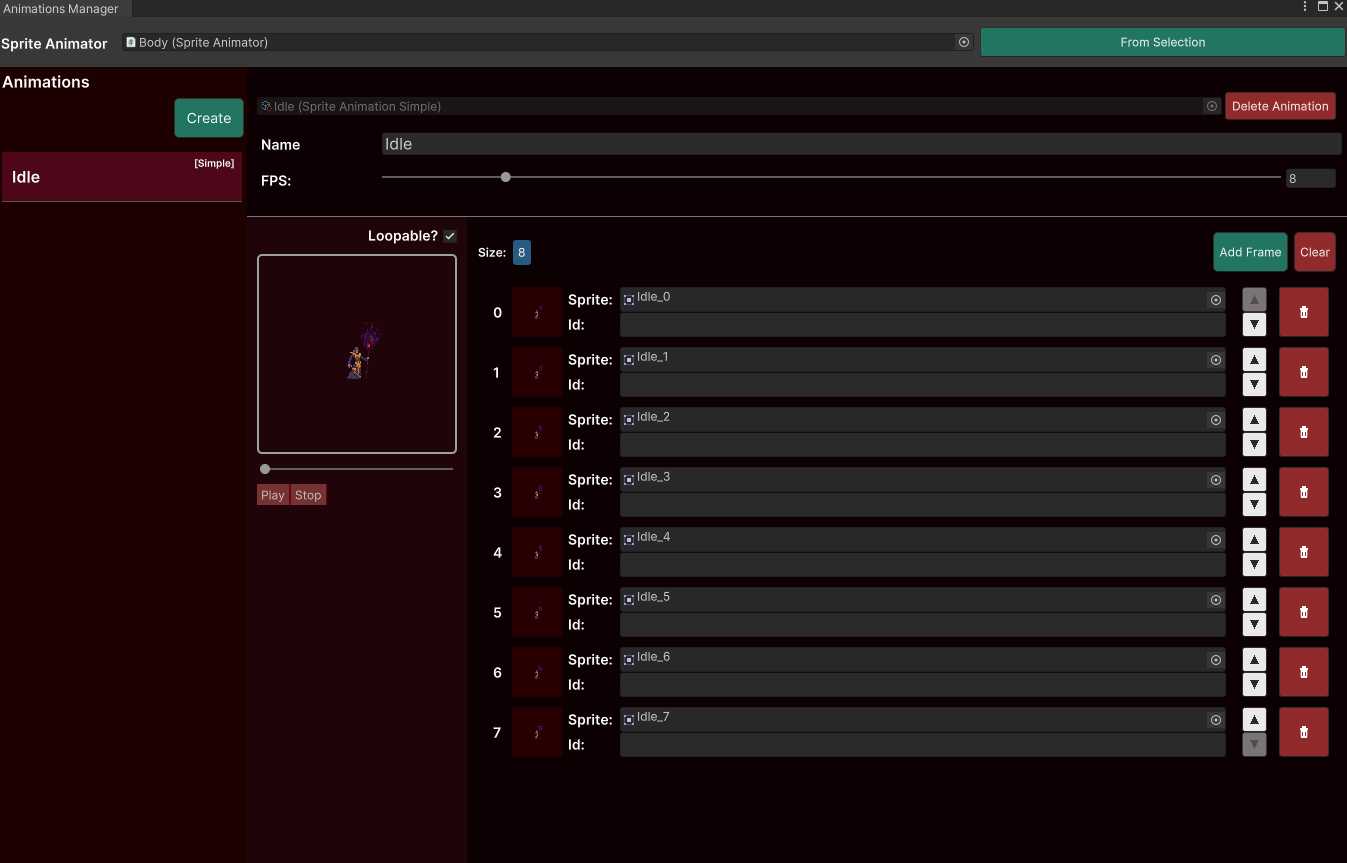 Animations Manager
Sprite Animator Body (Sprite Animator) From Selection
Animations
Create
Idle [Simple]
Idle (Sprite Animation Simple) Delete Animation
Name Idle
FPS: 8
Loopable?
Play Stop
Size: 8 Add Frame Clear
0 Sprite: Idle_0
Id:
1 Sprite: Idle_1
Id:
2 Sprite: Idle_2
Id:
3 Sprite: Idle_3
Id:
4 Sprite: Idle_4
Id:
5 Sprite: Idle_5
Id:
6 Sprite: Idle_6
Id:
7 Sprite: Idle_7
Id: